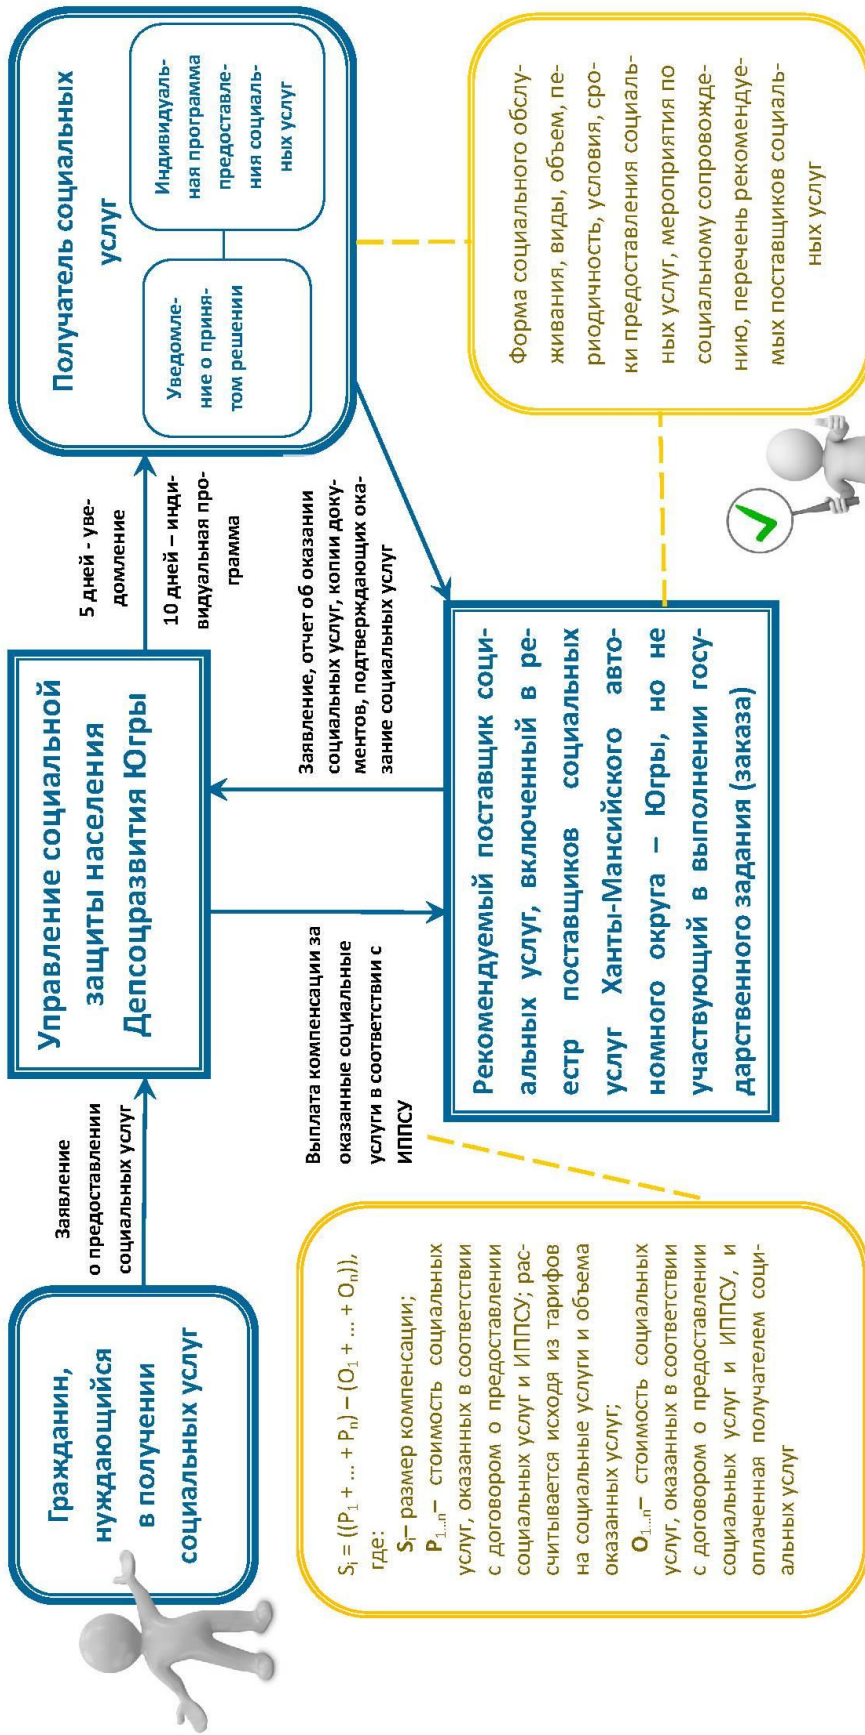 Гражданин,
нуждающийся
в получении
социальных услуг
Заявление
о предоставлении
социальных услуг
Управление социальной
защиты населения
Депсоцразвития Югры
5 дней - уве-
домление
10 дней – инди-
видуальная про-
грамма
Получатель социальных
услуг
Уведомле-
ние о приня-
том решении
Индивидуаль-
ная программа
предоставле-
ния социаль-
ных услуг
Выплата компенсации за
оказанные социальные
услуги в соответствии с
ИППСУ
Заявление, отчет об оказании
социальных услуг, копии доку-
ментов, подтверждающих ока-
зание социальных услуг
S₁ = ((P₁ + ... + Pₙ) – (O₁ + ... + Oₙ)),
где:
Sᵢ– размер компенсации;
P₁...ₙ– стоимость социальных
услуг, оказанных в соответствии
с договором о предоставлении
социальных услуг и ИППСУ; рас-
считывается исходя из тарифов
на социальные услуги и объема
оказанных услуг;
O₁...ₙ– стоимость социальных
услуг, оказанных в соответствии
с договором о предоставлении
социальных услуг и ИППСУ, и
оплаченная получателем соци-
альных услуг
Рекомендуемый поставщик соци-
альных услуг, включенный в ре-
естр поставщиков социальных
услуг Ханты-Мансийского авто-
номного округа – Югры, но не
участвующий в выполнении госу-
дарственного задания (заказа)
Форма социального обслу-
живания, виды, объем, пе-
риодичность, условия, сро-
ки предоставления социаль-
ных услуг, мероприятия по
социальному сопровожде-
нию, перечень рекомендуе-
мых поставщиков социаль-
ных услуг